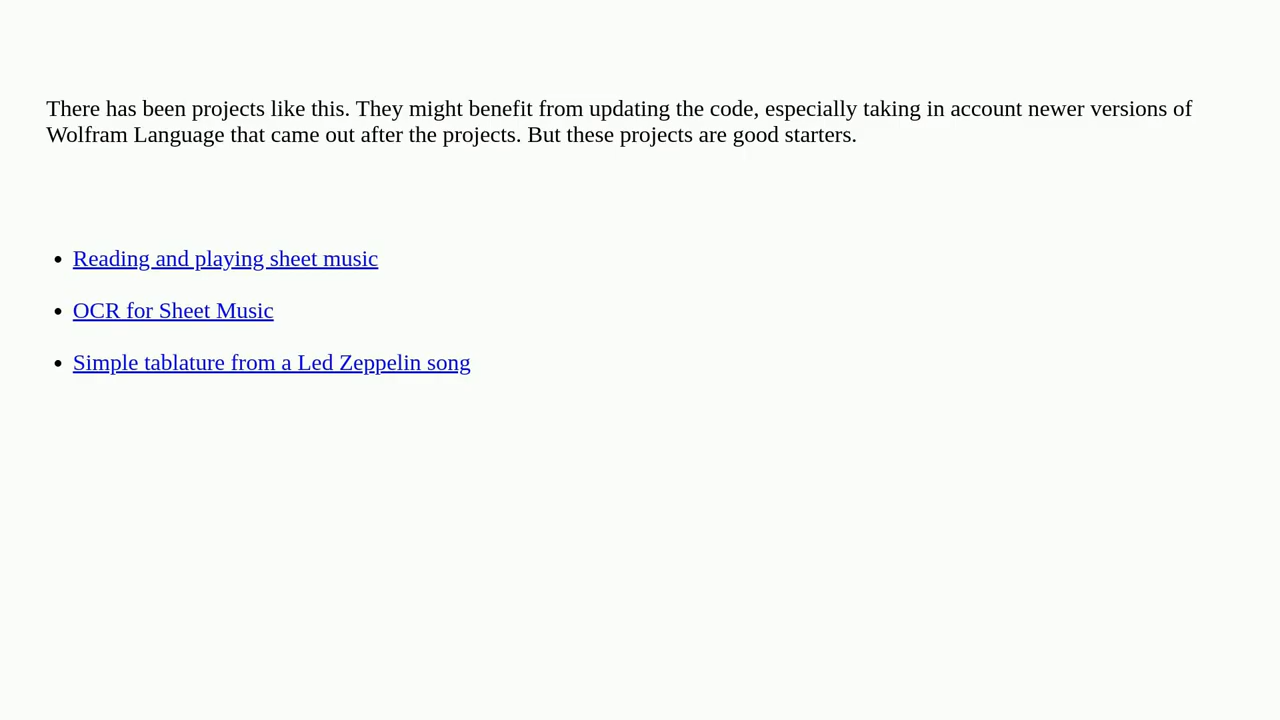 There has been projects like this. They might benefit from updating the code, especially taking in account newer versions of
Wolfram Language that came out after the projects. But these projects are good starters.
• Reading and playing sheet music
• OCR for Sheet Music
• Simple tablature from a Led Zeppelin song